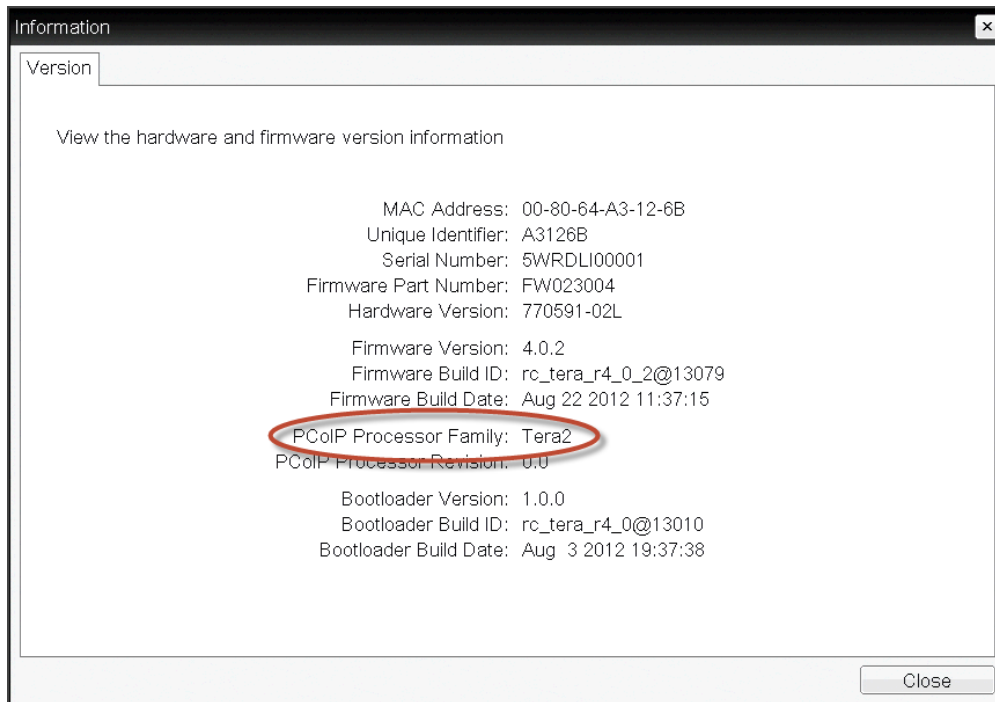 Information
Version
View the hardware and firmware version information
MAC Address: 00-80-64-A3-12-6B
Unique Identifier: A3126B
Serial Number: 5WRDLI00001
Firmware Part Number: FW023004
Hardware Version: 770591-02L
Firmware Version: 4.0.2
Firmware Build ID: rc_tera_r4_0_2@13079
Firmware Build Date: Aug 22 2012 11:37:15
PCoIP Processor Family: Tera2
PCoIP Processor Revision: 0.0
Bootloader Version: 1.0.0
Bootloader Build ID: rc_tera_r4_0@13010
Bootloader Build Date: Aug 3 2012 19:37:38
Close